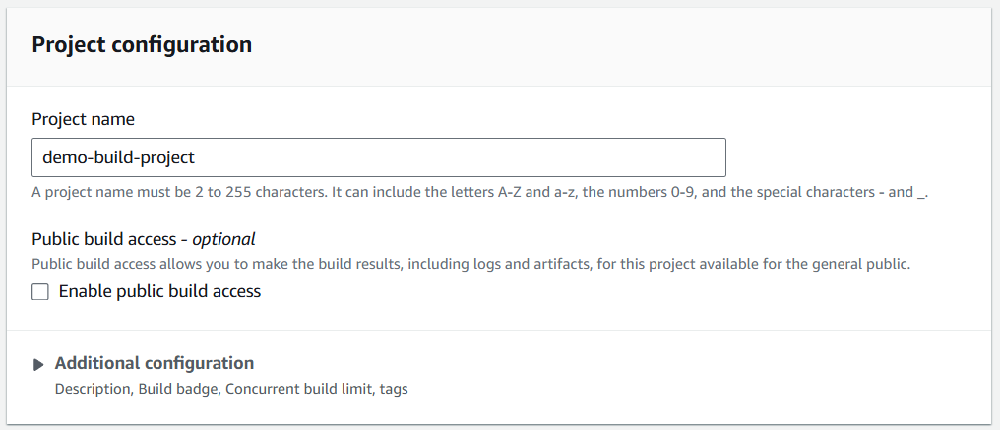 Project configuration
Project name
demo-build-project
A project name must be 2 to 255 characters. It can include the letters A-Z and a-z, the numbers 0-9, and the special characters - and _.
Public build access - optional
Public build access allows you to make the build results, including logs and artifacts, for this project available for the general public.
Enable public build access
Additional configuration
Description, Build badge, Concurrent build limit, tags